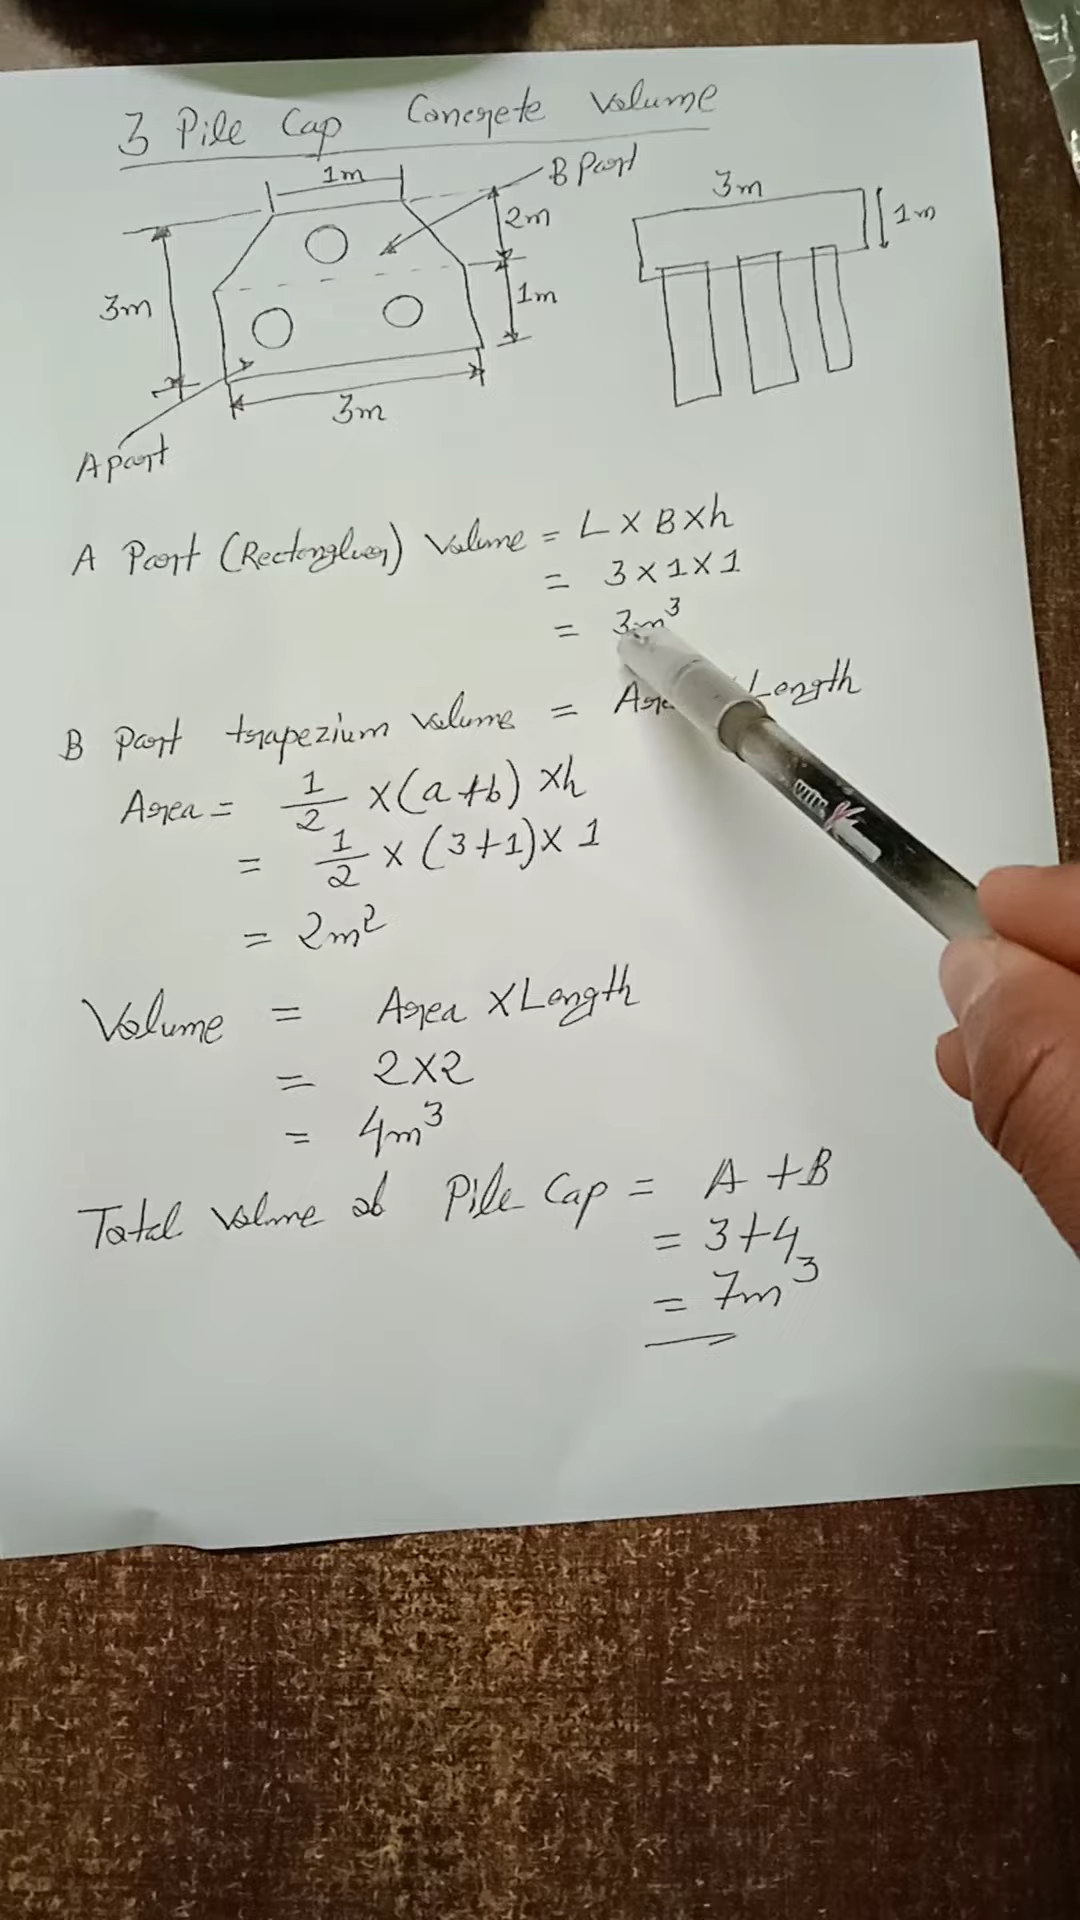 3 Pile Cap Concrete Volume
1m
B Part
2m
3m
1m
3m
A part
3m
1m
A Part (Rectangluer) Volume = L X B X h
= 3 X 1 X 1
= 3m³
B Part trapezium Volume = Length
Area = 1/2 X (a+b) X h
= 1/2 X (3+1) X 1
= 2m²
Volume = Area X Length
= 2X2
= 4m³
Total Volume of Pile Cap = A + B
= 3+4
= 7m³